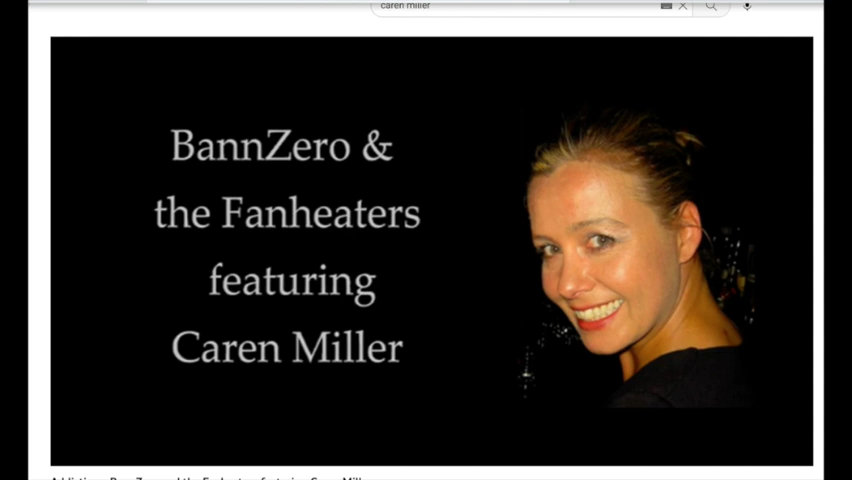 caren miller
BannZero &
the Fanheaters
featuring
Caren Miller